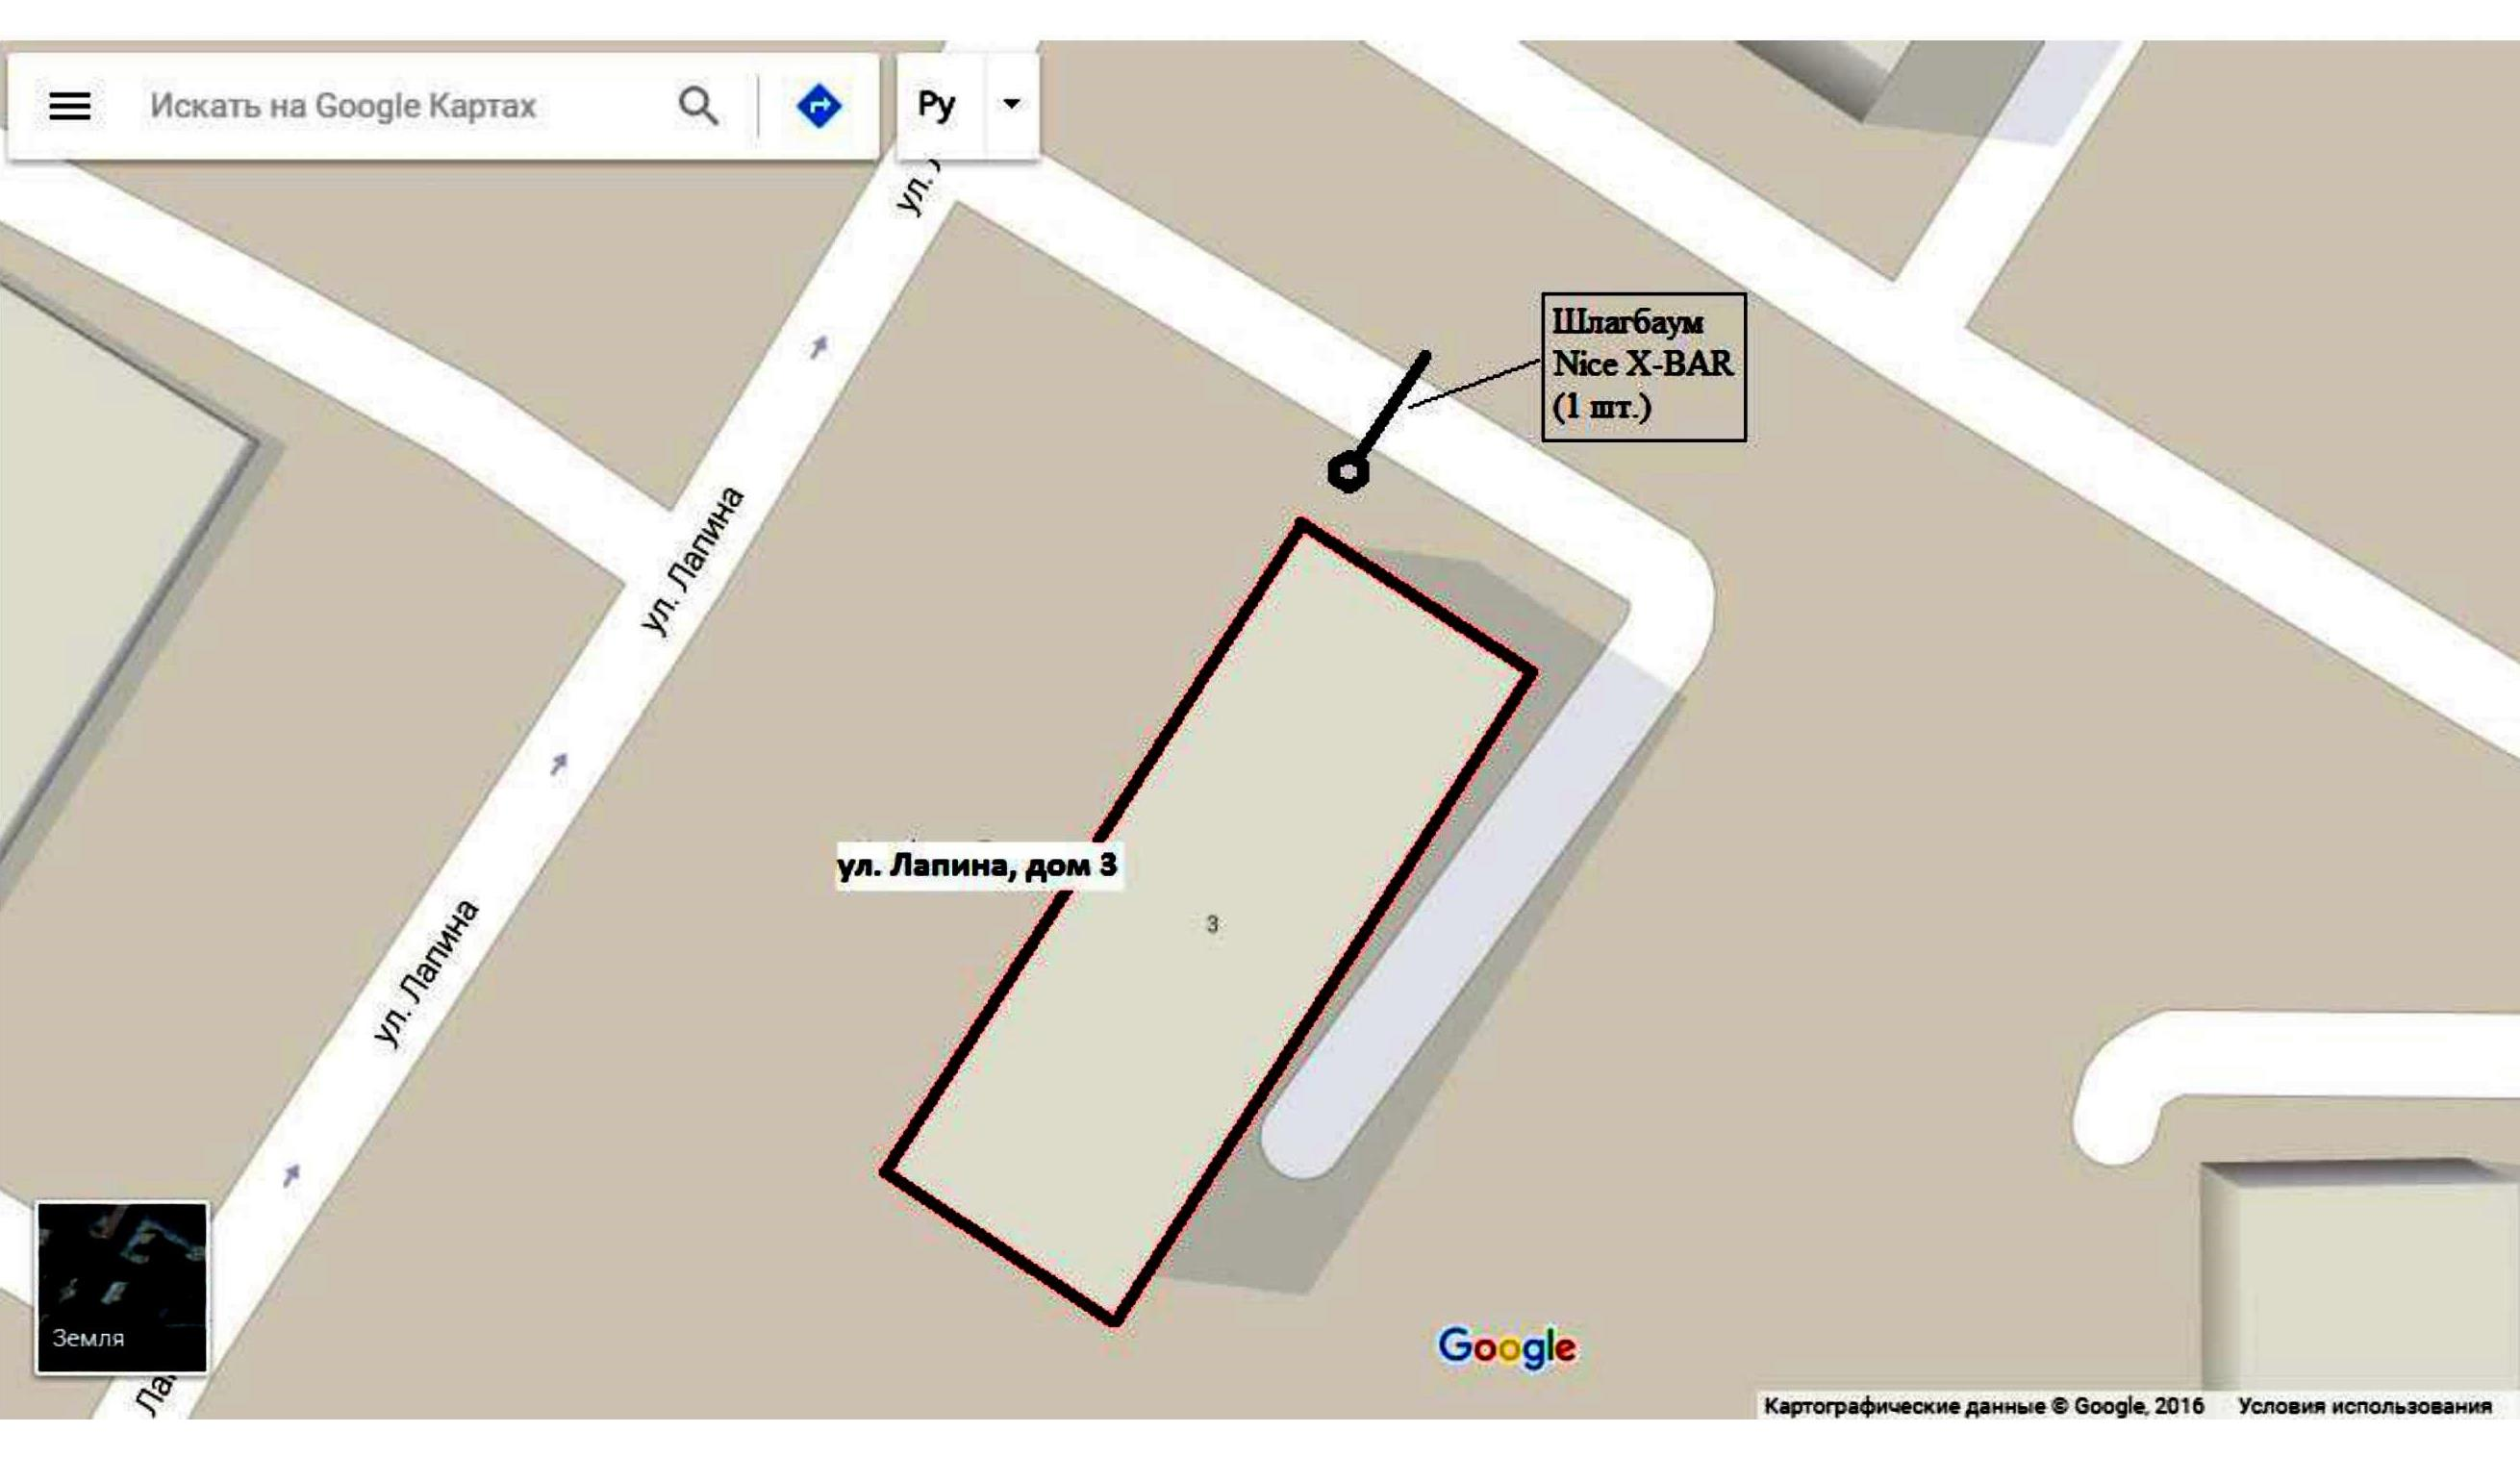 Искать на Google Картах
Ру
ул.
Шлагбаум
Nice X-BAR
(1 шт.)
ул. Лапина
ул. Лапина, дом 3
3
ул. Лапина
Земля
Google
Картографические данные © Google, 2016 Условия использования